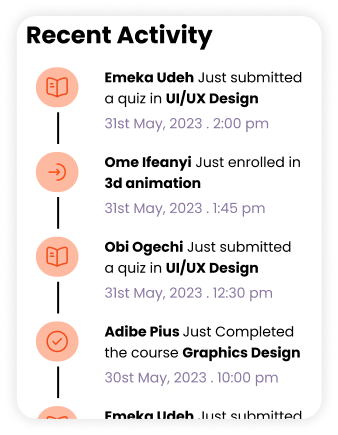 Recent Activity
Emeka Udeh Just submitted
a quiz in UI/UX Design
31st May, 2023 . 2:00 pm
Ome Ifeanyi Just enrolled in
3d animation
31st May, 2023 . 1:45 pm
Obi Ogechi Just submitted
a quiz in UI/UX Design
31st May, 2023 . 12:30 pm
Adibe Pius Just Completed
the course Graphics Design
30st May, 2023 . 10:00 pm
Emeka Udeh Just submitted